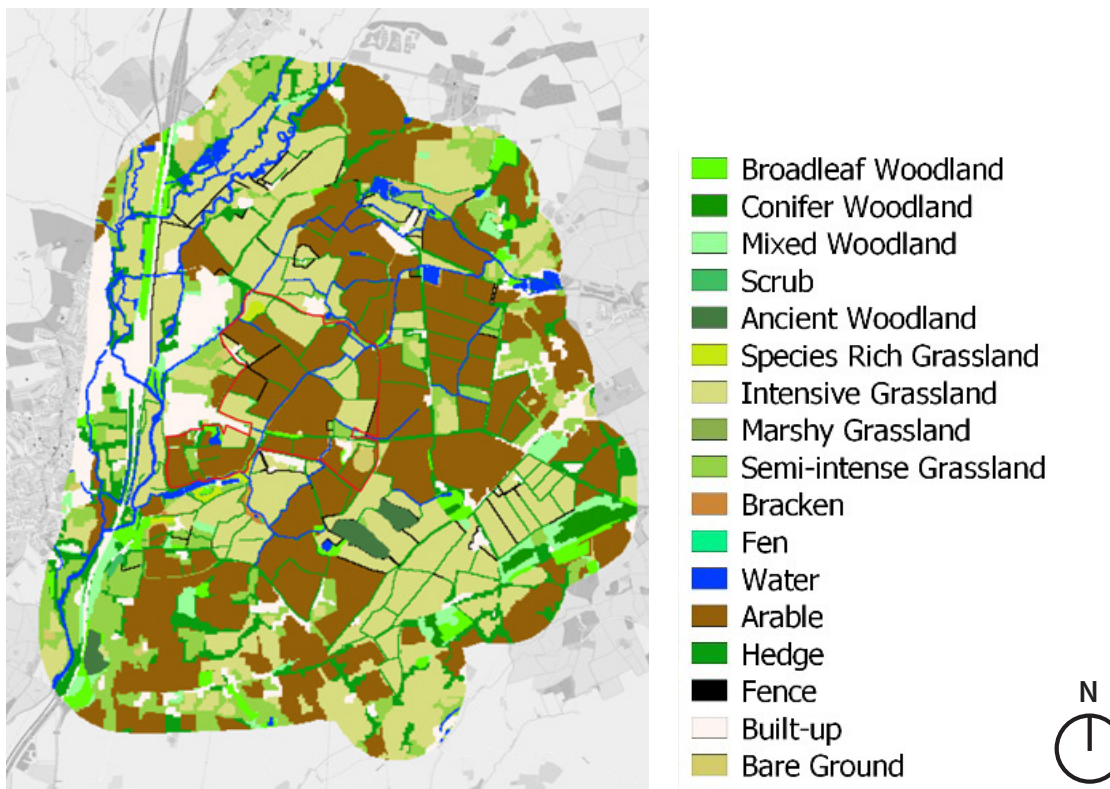 Broadleaf Woodland
Conifer Woodland
Mixed Woodland
Scrub
Ancient Woodland
Species Rich Grassland
Intensive Grassland
Marshy Grassland
Semi-intense Grassland
Bracken
Fen
Water
Arable
Hedge
Fence
Built-up
Bare Ground
N